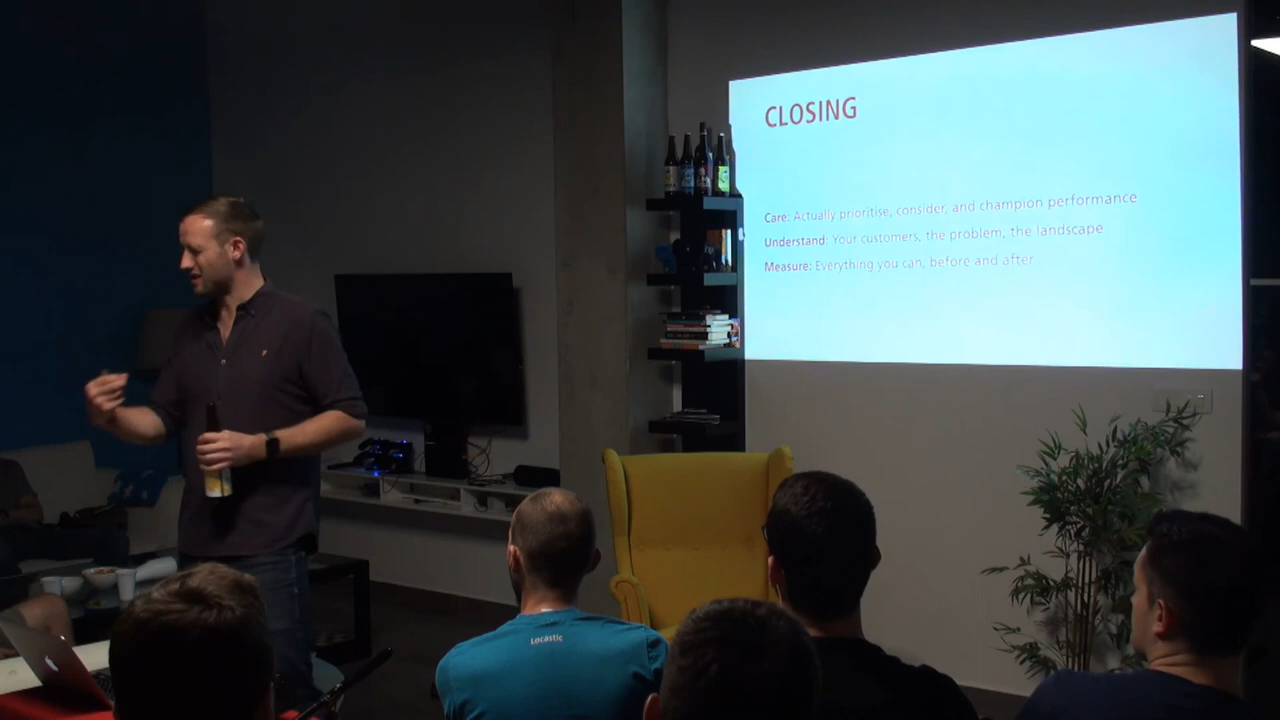 CLOSING
Care: Actually prioritise, consider, and champion performance
Understand: Your customers, the problem, the landscape
Measure: Everything you can, before and after
Locastic